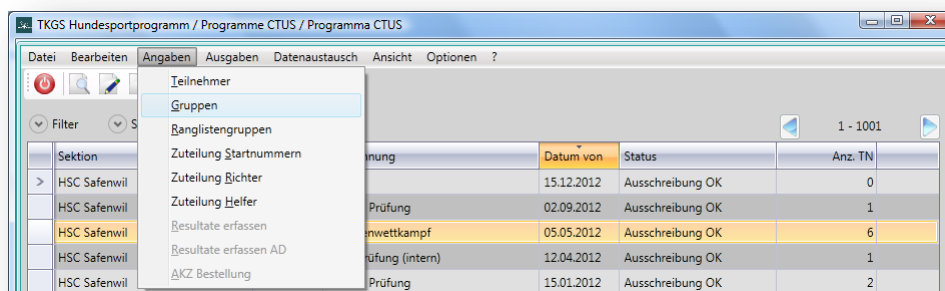 TKGS Hundesportprogramm / Programme CTUS / Programma CTUS
Datei Bearbeiten Angaben Ausgaben Datenaustausch Ansicht Optionen ?
Teilnehmer
Gruppen
Ranglistengruppen
Zuteilung Startnummern
Zuteilung Richter
Zuteilung Helfer
Resultate erfassen
Resultate erfassen AD
AKZ Bestellung
Filter S 1 - 1001
Sektion nnung Datum von Status Anz. TN
> HSC Safenwil 15.12.2012 Ausschreibung OK 0
HSC Safenwil Prüfung 02.09.2012 Ausschreibung OK 1
HSC Safenwil enwettkampf 05.05.2012 Ausschreibung OK 6
HSC Safenwil rüfung (intern) 12.04.2012 Ausschreibung OK 1
HSC Safenwil Prüfung 15.01.2012 Ausschreibung OK 2